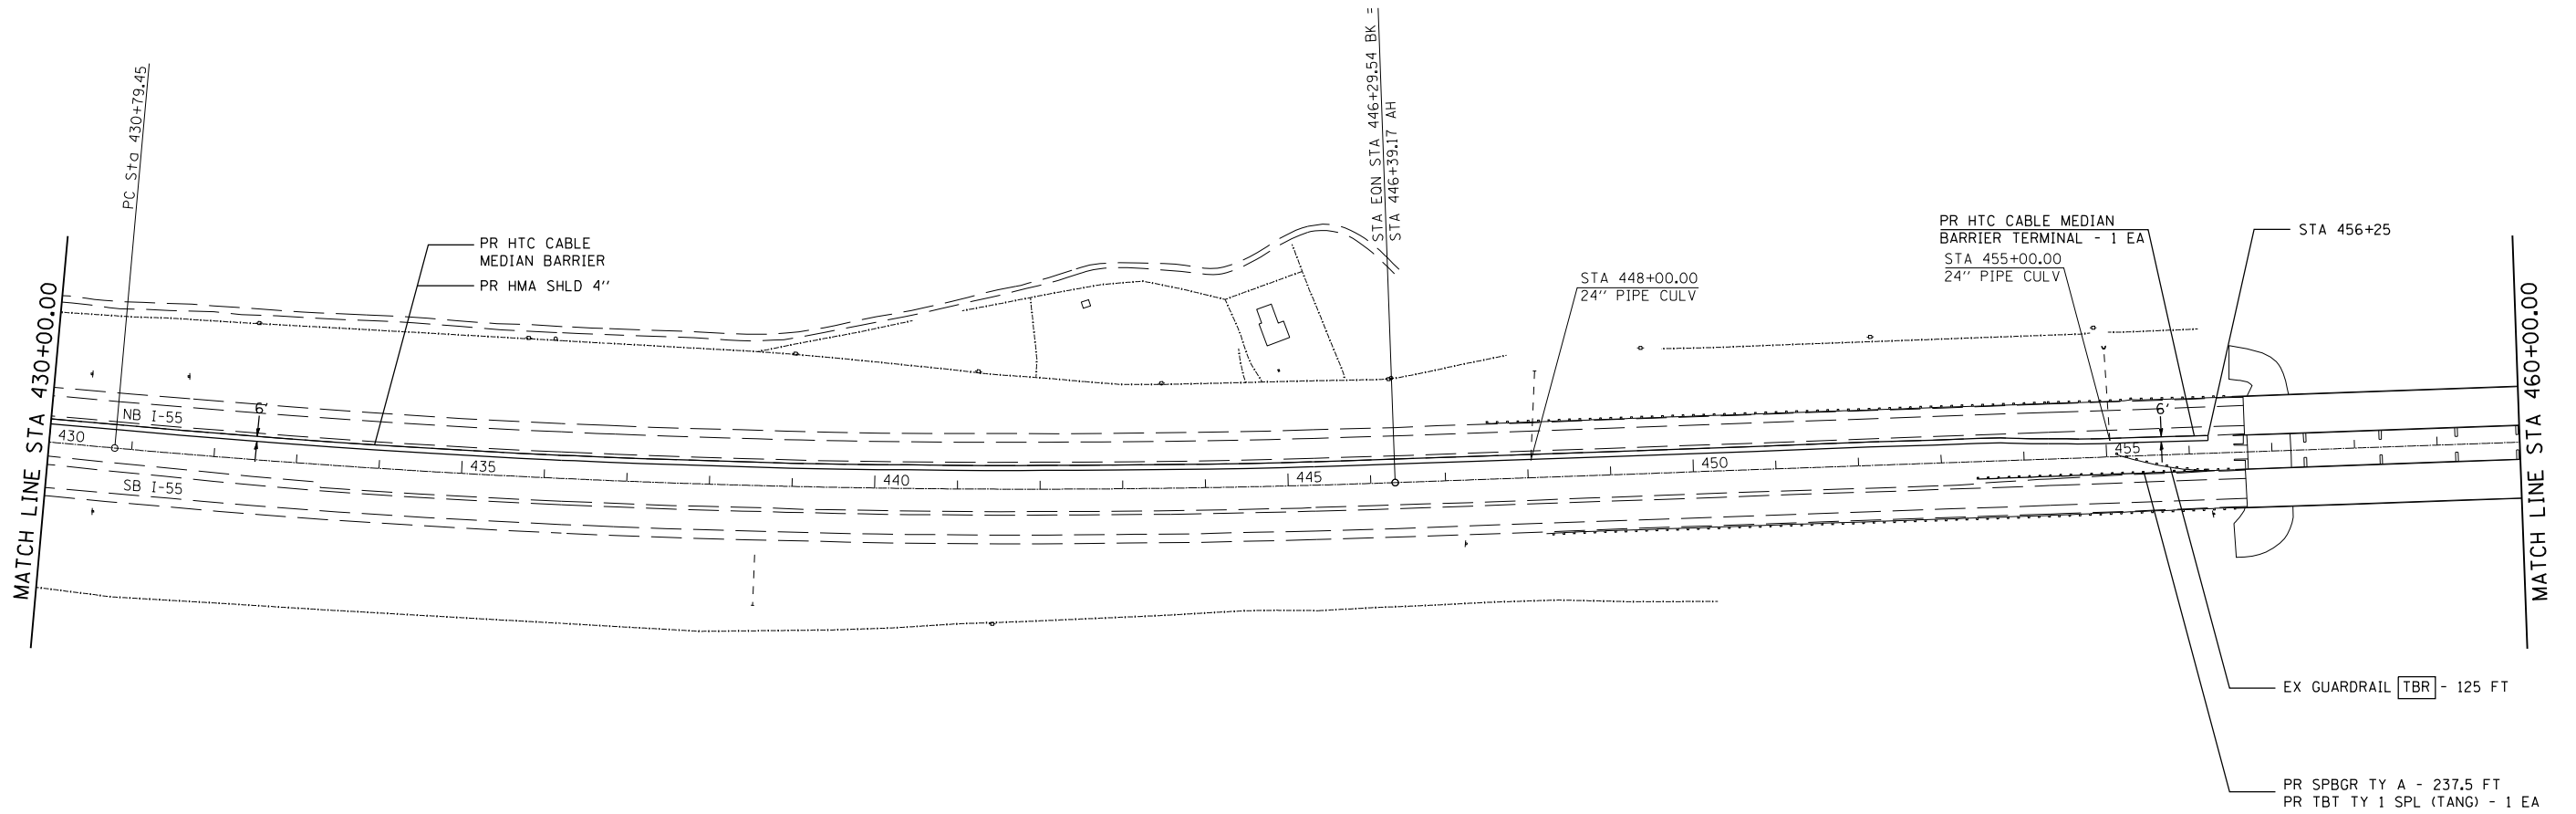 PC Sta 430+79.45
STA EQN STA 446+29.54 BK =
STA 446+39.17 AH
PR HTC CABLE
MEDIAN BARRIER
PR HMA SHLD 4''
PR HTC CABLE MEDIAN
BARRIER TERMINAL - 1 EA
STA 455+00.00
24'' PIPE CULV
STA 456+25
STA 448+00.00
24'' PIPE CULV
MATCH LINE STA 430+00.00
MATCH LINE STA 460+00.00
NB I-55
6'
6'
430
435
440
445
450
455
SB I-55
EX GUARDRAIL TBR - 125 FT
PR SPBGR TY A - 237.5 FT
PR TBT TY 1 SPL (TANG) - 1 EA